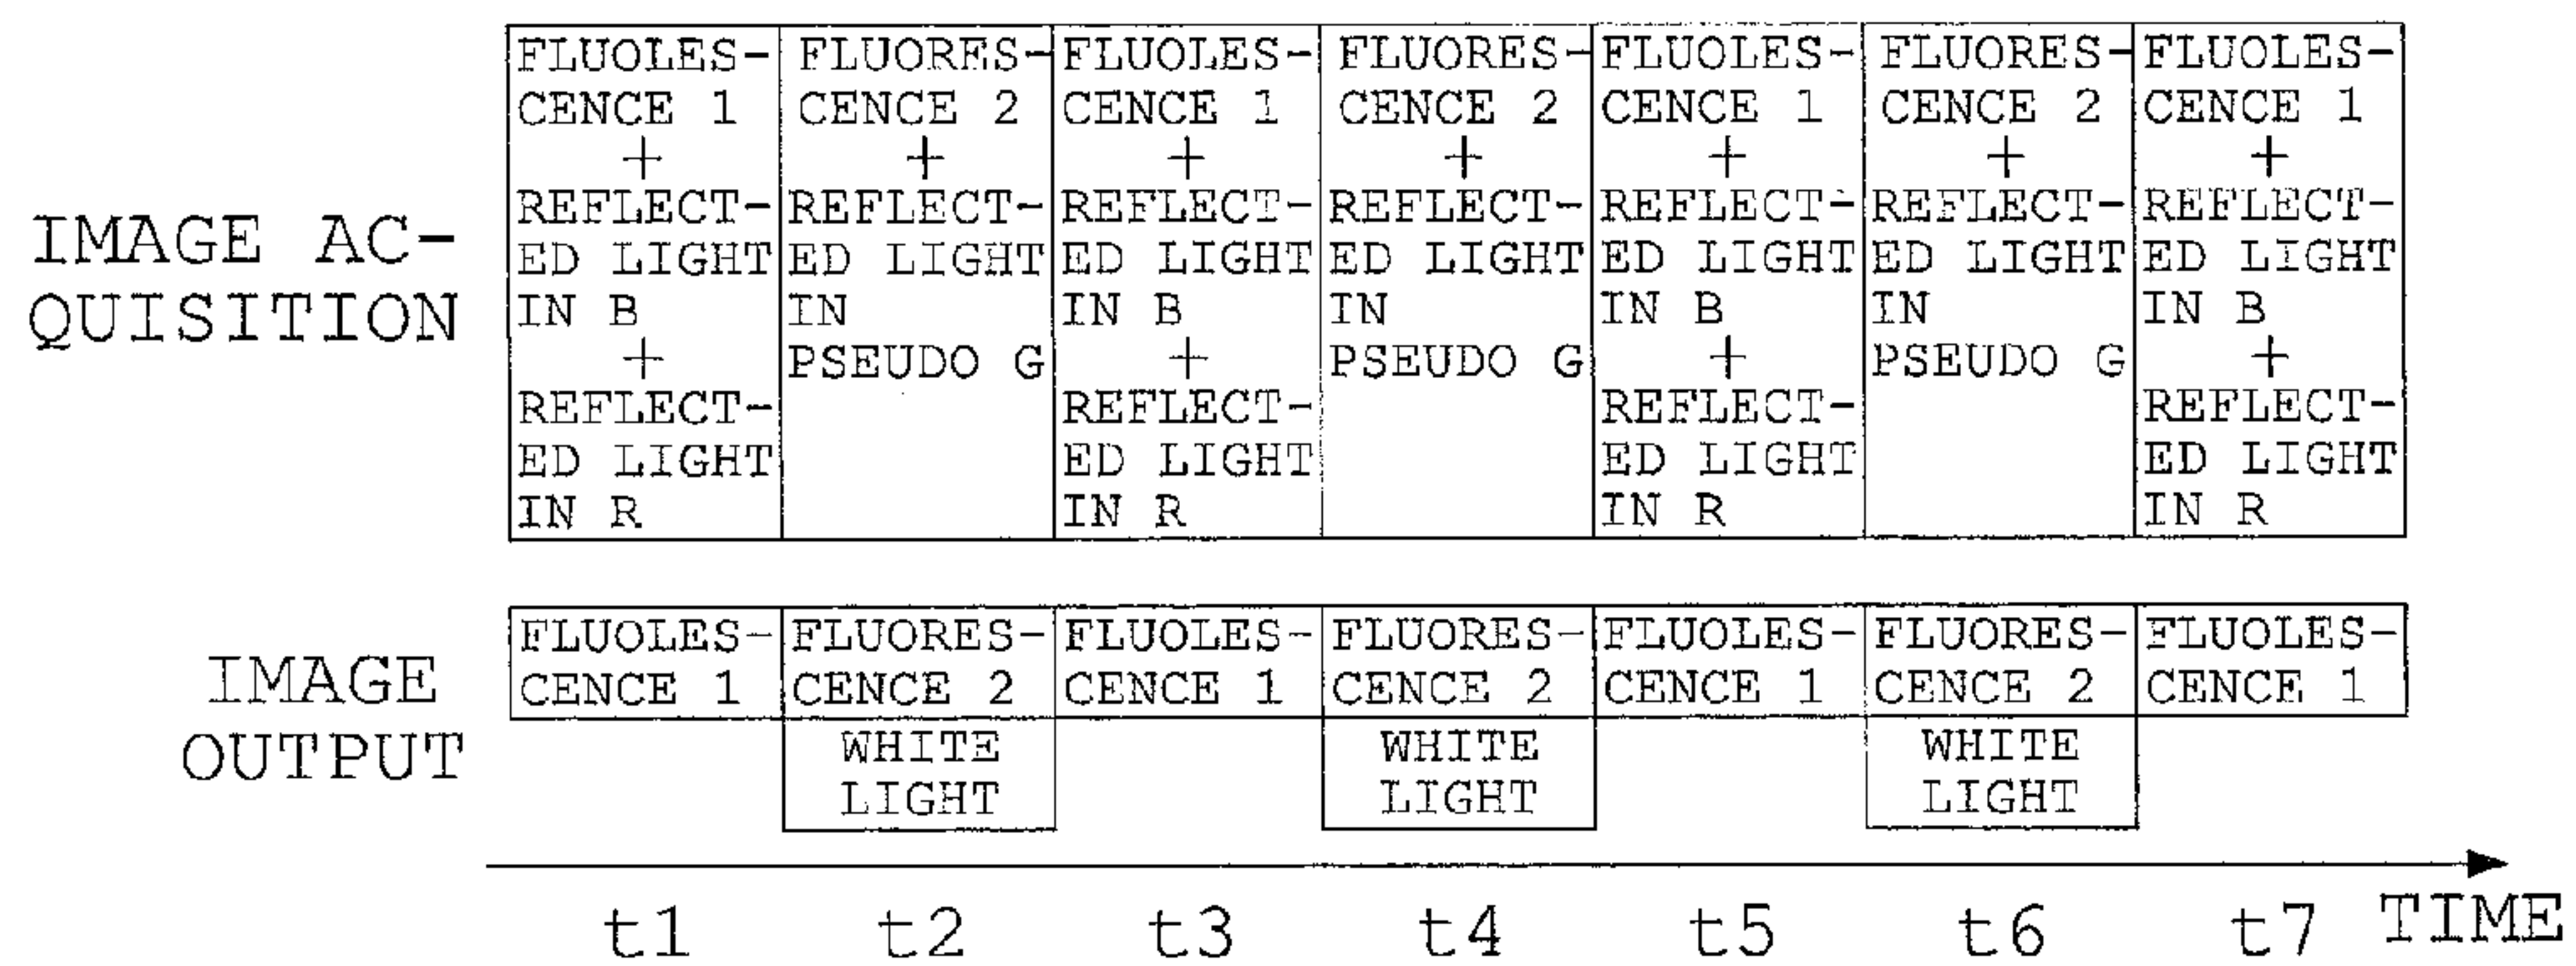 IMAGE AC-
QUISITION
FLUOLES-
CENCE 1
+
REFLECT-
ED LIGHT
IN B
+
REFLECT-
ED LIGHT
IN R
FLUORES-
CENCE 2
+
REFLECT-
ED LIGHT
IN
PSEUDO G
FLUOLES-
CENCE 1
+
REFLECT-
ED LIGHT
IN B
+
REFLECT-
ED LIGHT
IN R
FLUORES-
CENCE 2
+
REFLECT-
ED LIGHT
IN
PSEUDO G
FLUOLES-
CENCE 1
+
REFLECT-
ED LIGHT
IN B
+
REFLECT-
ED LIGHT
IN R
FLUORES-
CENCE 2
+
REFLECT-
ED LIGHT
IN
PSEUDO G
FLUOLES-
CENCE 1
+
REFLECT-
ED LIGHT
IN B
+
REFLECT-
ED LIGHT
IN R
IMAGE
OUTPUT
FLUOLES-
CENCE 1
FLUORES-
CENCE 2
WHITE
LIGHT
FLUOLES-
CENCE 1
FLUORES-
CENCE 2
WHITE
LIGHT
FLUOLES-
CENCE 1
FLUORES-
CENCE 2
WHITE
LIGHT
FLUOLES-
CENCE 1
t1 t2 t3 t4 t5 t6 t7 TIME